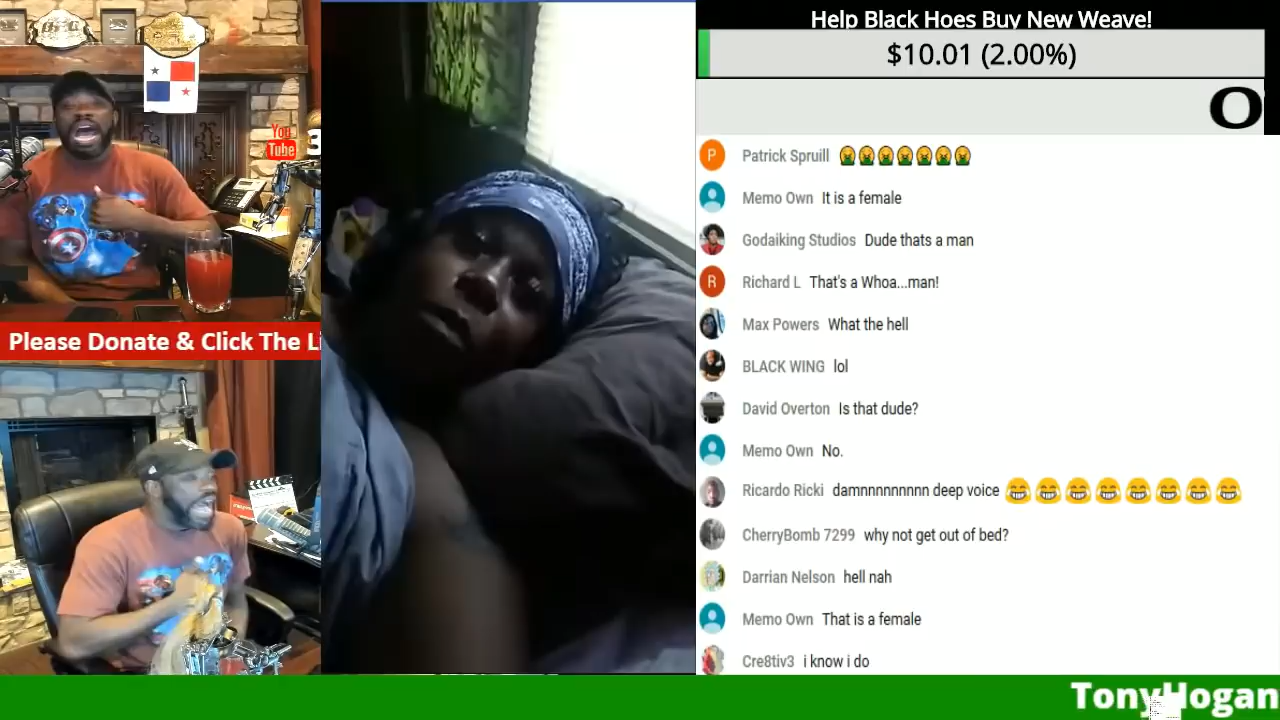 Help Black Hoes Buy New Weave!
$10.01 (2.00%)
O
You
Tube
3
Please Donate & Click The Li
Patrick Spruill
Memo Own It is a female
Godaiking Studios Dude thats a man
Richard L That's a Whoa...man!
Max Powers What the hell
BLACK WING lol
David Overton Is that dude?
Memo Own No.
Ricardo Ricki damnnnnnnnnn deep voice
CherryBomb 7299 why not get out of bed?
Darrian Nelson hell nah
Memo Own That is a female
Cre8tiv3 i know i do
P
R
TonyHogan